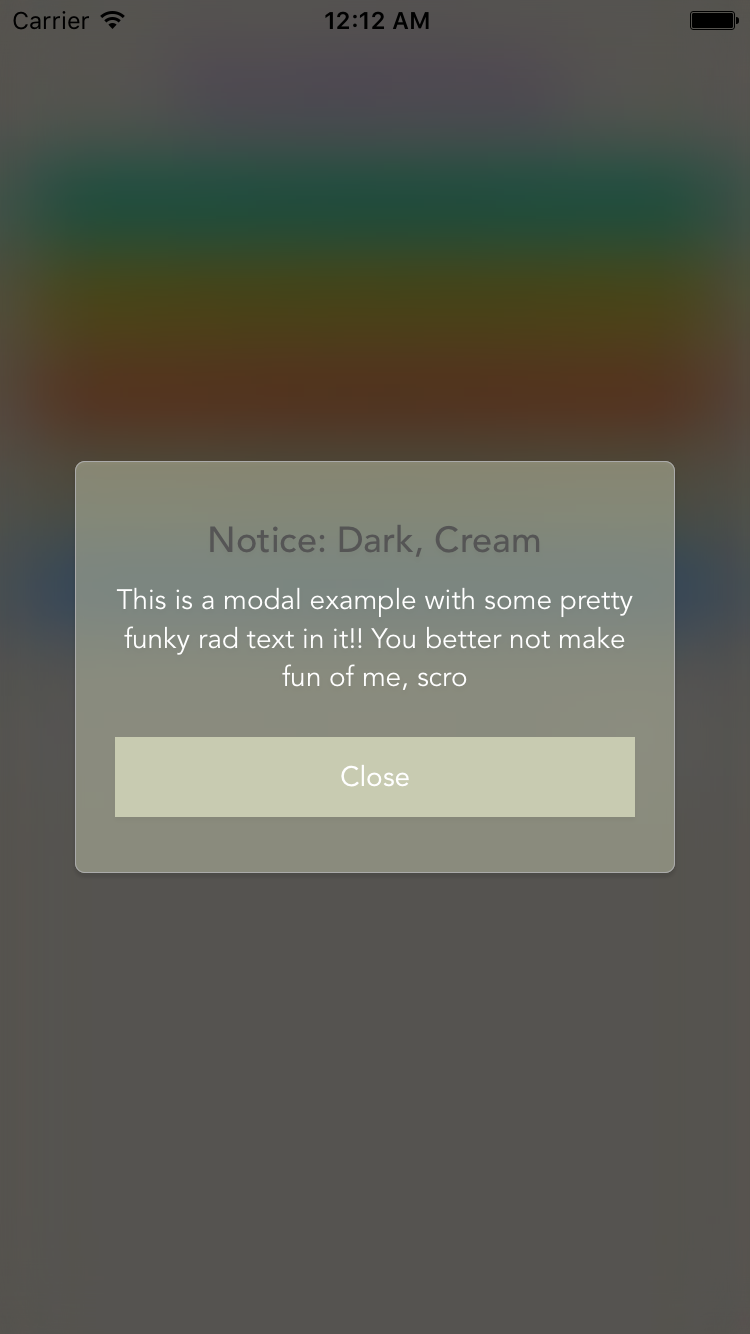 Carrier 12:12 AM
Notice: Dark, Cream
This is a modal example with some pretty
funky rad text in it!! You better not make
fun of me, scro
Close